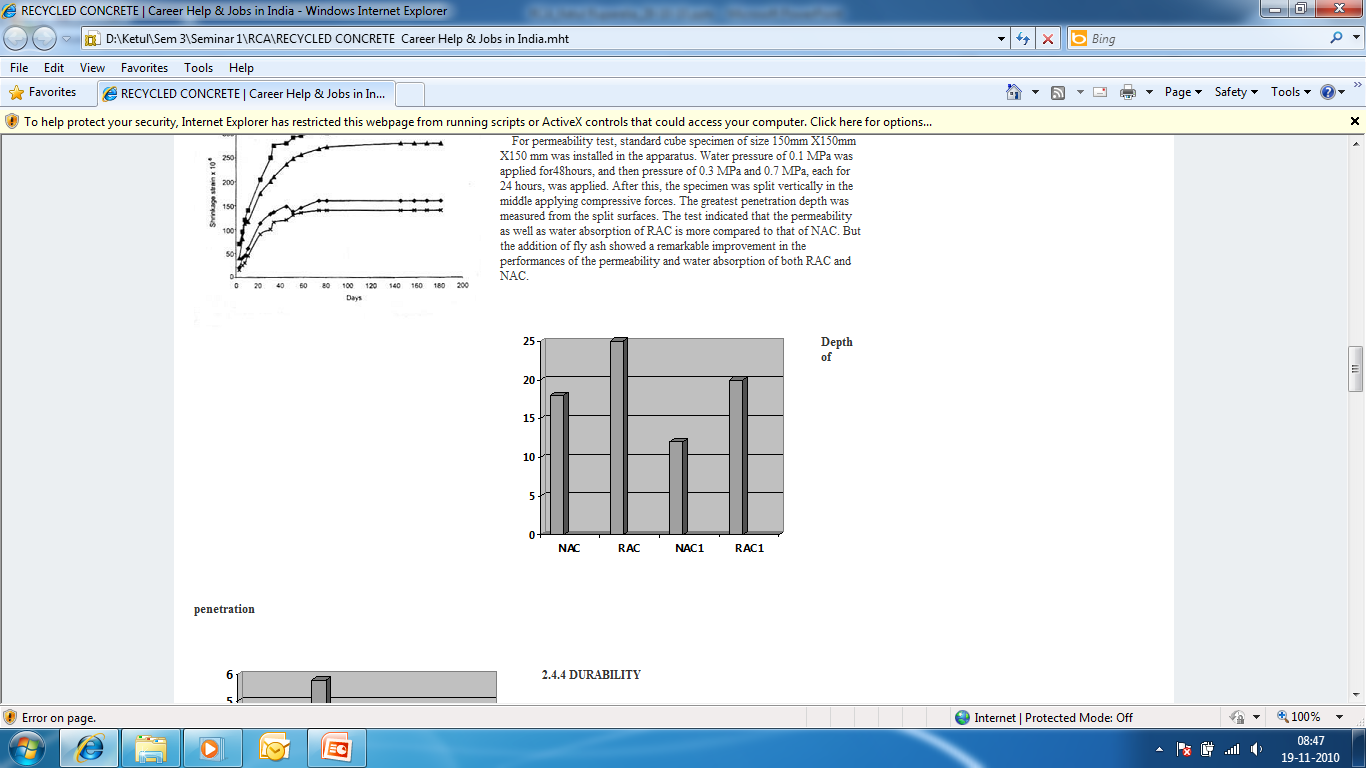 RECYCLED CONCRETE | Career Help & Jobs in India - Windows Internet Explorer
D:\Ketul\Sem 3\Seminar 1\RCA\RECYCLED CONCRETE  Career Help & Jobs in India.mht
Bing
File Edit View Favorites Tools Help
Favorites
RECYCLED CONCRETE | Career Help & Jobs in In...
Page Safety Tools
To help protect your security, Internet Explorer has restricted this webpage from running scripts or ActiveX controls that could access your computer. Click here for options...
Shrinkage strain x 10
250
200
150
100
50
0
0 20 40 60 80 100 120 140 160 180 200
Days
For permeability test, standard cube specimen of size 150mm X150mm
X150 mm was installed in the apparatus. Water pressure of 0.1 MPa was
applied for48hours, and then pressure of 0.3 MPa and 0.7 MPa, each for
24 hours, was applied. After this, the specimen was split vertically in the
middle applying compressive forces. The greatest penetration depth was
measured from the split surfaces. The test indicated that the permeability
as well as water absorption of RAC is more compared to that of NAC. But
the addition of fly ash showed a remarkable improvement in the
performances of the permeability and water absorption of both RAC and
NAC.
25
20
15
10
5
0
NAC RAC NAC1 RAC1
Depth
of
penetration
6
5
2.4.4 DURABILITY
Error on page.
Internet | Protected Mode: Off
100%
08:47
19-11-2010